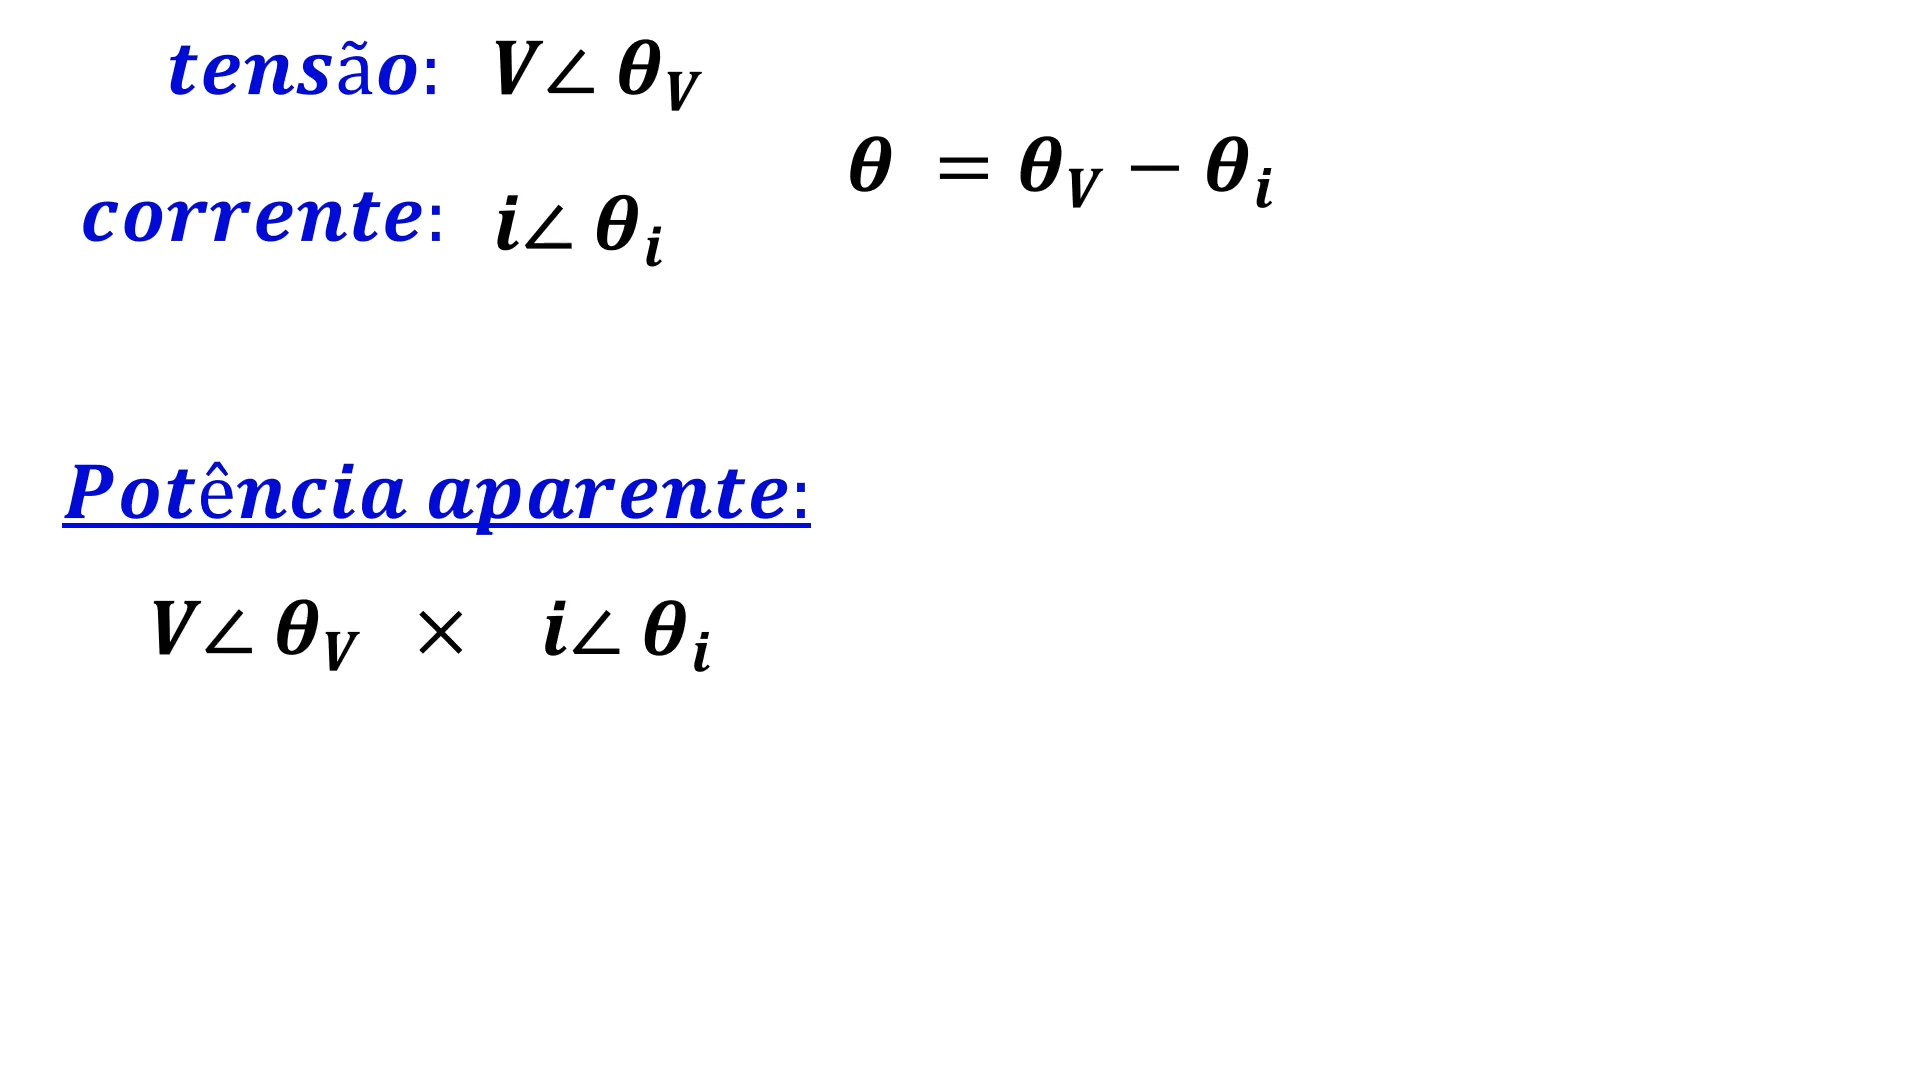 tensão: V∠ θ_V
θ = θ_V − θ_i
corrente: i∠ θ_i
Potência aparente:
V∠ θ_V × i∠ θ_i